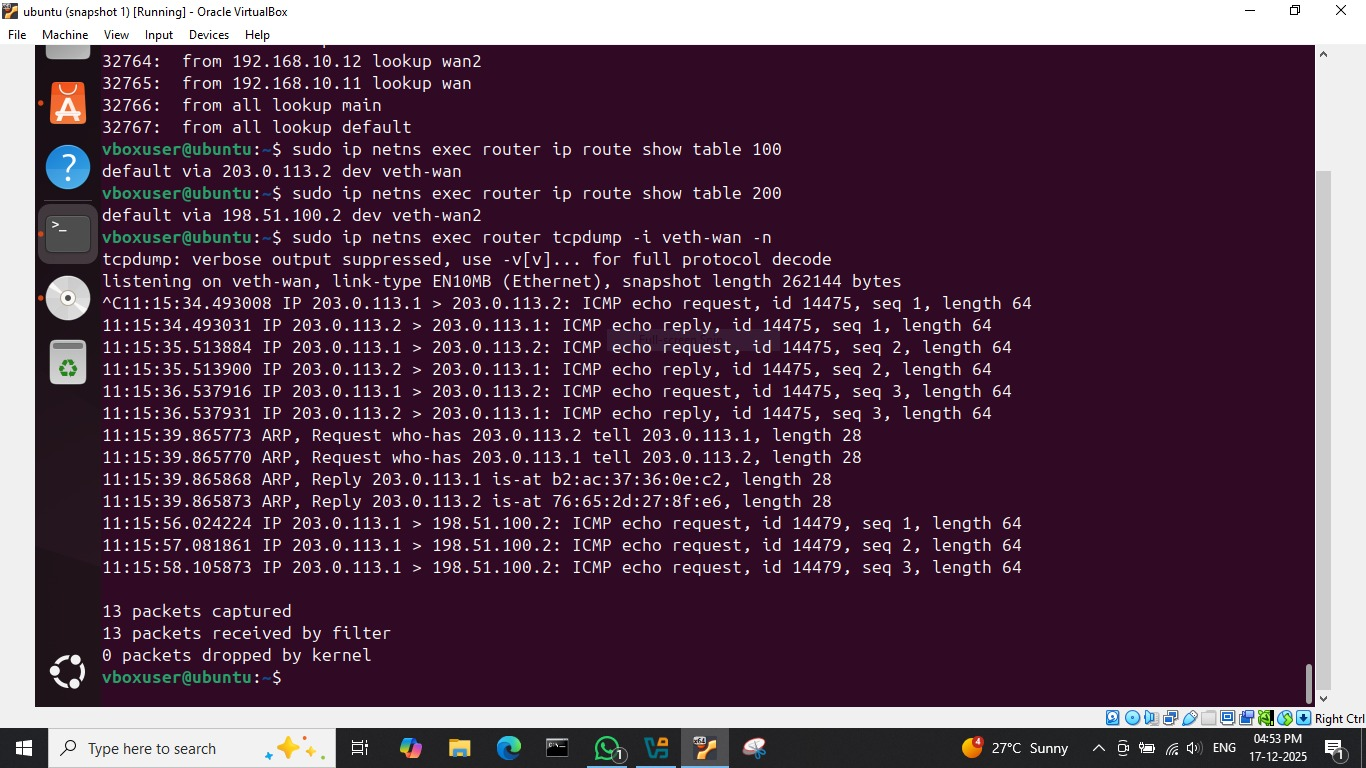 ubuntu (snapshot 1) [Running] - Oracle VirtualBox
File Machine View Input Devices Help
32764: from 192.168.10.12 lookup wan2
32765: from 192.168.10.11 lookup wan
32766: from all lookup main
32767: from all lookup default
vboxuser@ubuntu:~$ sudo ip netns exec router ip route show table 100
default via 203.0.113.2 dev veth-wan
vboxuser@ubuntu:~$ sudo ip netns exec router ip route show table 200
default via 198.51.100.2 dev veth-wan2
vboxuser@ubuntu:~$ sudo ip netns exec router tcpdump -i veth-wan -n
tcpdump: verbose output suppressed, use -v[v]... for full protocol decode
listening on veth-wan, link-type EN10MB (Ethernet), snapshot length 262144 bytes
^C11:15:34.493008 IP 203.0.113.1 > 203.0.113.2: ICMP echo request, id 14475, seq 1, length 64
11:15:34.493031 IP 203.0.113.2 > 203.0.113.1: ICMP echo reply, id 14475, seq 1, length 64
11:15:35.513884 IP 203.0.113.1 > 203.0.113.2: ICMP echo request, id 14475, seq 2, length 64
11:15:35.513900 IP 203.0.113.2 > 203.0.113.1: ICMP echo reply, id 14475, seq 2, length 64
11:15:36.537916 IP 203.0.113.1 > 203.0.113.2: ICMP echo request, id 14475, seq 3, length 64
11:15:36.537931 IP 203.0.113.2 > 203.0.113.1: ICMP echo reply, id 14475, seq 3, length 64
11:15:39.865773 ARP, Request who-has 203.0.113.2 tell 203.0.113.1, length 28
11:15:39.865770 ARP, Request who-has 203.0.113.1 tell 203.0.113.2, length 28
11:15:39.865868 ARP, Reply 203.0.113.1 is-at b2:ac:37:36:0e:c2, length 28
11:15:39.865873 ARP, Reply 203.0.113.2 is-at 76:65:2d:27:8f:e6, length 28
11:15:56.024224 IP 203.0.113.1 > 198.51.100.2: ICMP echo request, id 14479, seq 1, length 64
11:15:57.081861 IP 203.0.113.1 > 198.51.100.2: ICMP echo request, id 14479, seq 2, length 64
11:15:58.105873 IP 203.0.113.1 > 198.51.100.2: ICMP echo request, id 14479, seq 3, length 64
13 packets captured
13 packets received by filter
0 packets dropped by kernel
vboxuser@ubuntu:~$
Right Ctrl
Type here to search
1
4
27°C Sunny
ENG
04:53 PM
17-12-2025
1